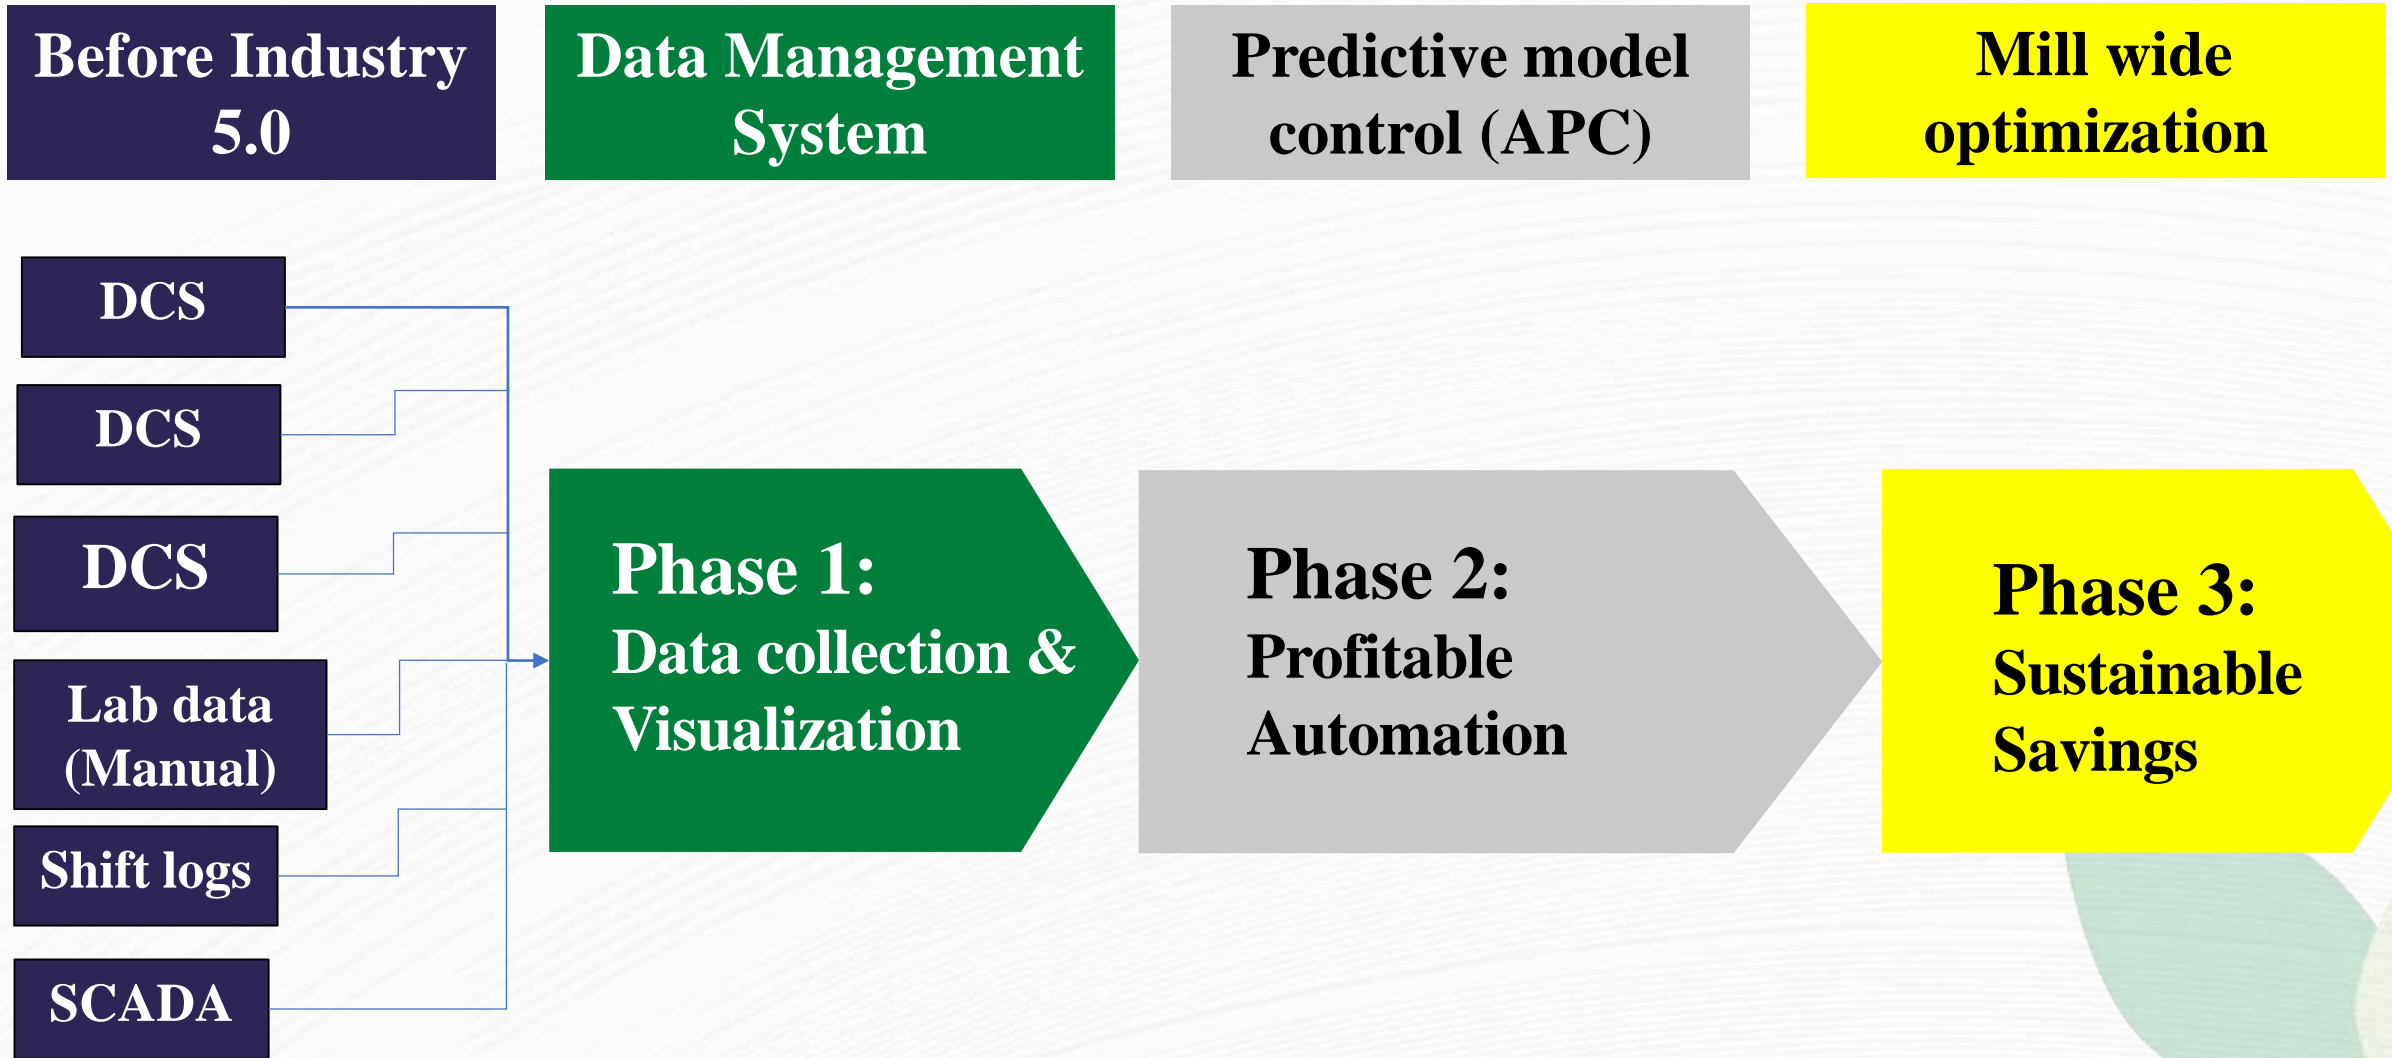 Before Industry
5.0
Data Management
System
Predictive model
control (APC)
Mill wide
optimization
DCS
DCS
DCS
Lab data
(Manual)
Shift logs
SCADA
Phase 1:
Data collection &
Visualization
Phase 2:
Profitable
Automation
Phase 3:
Sustainable
Savings